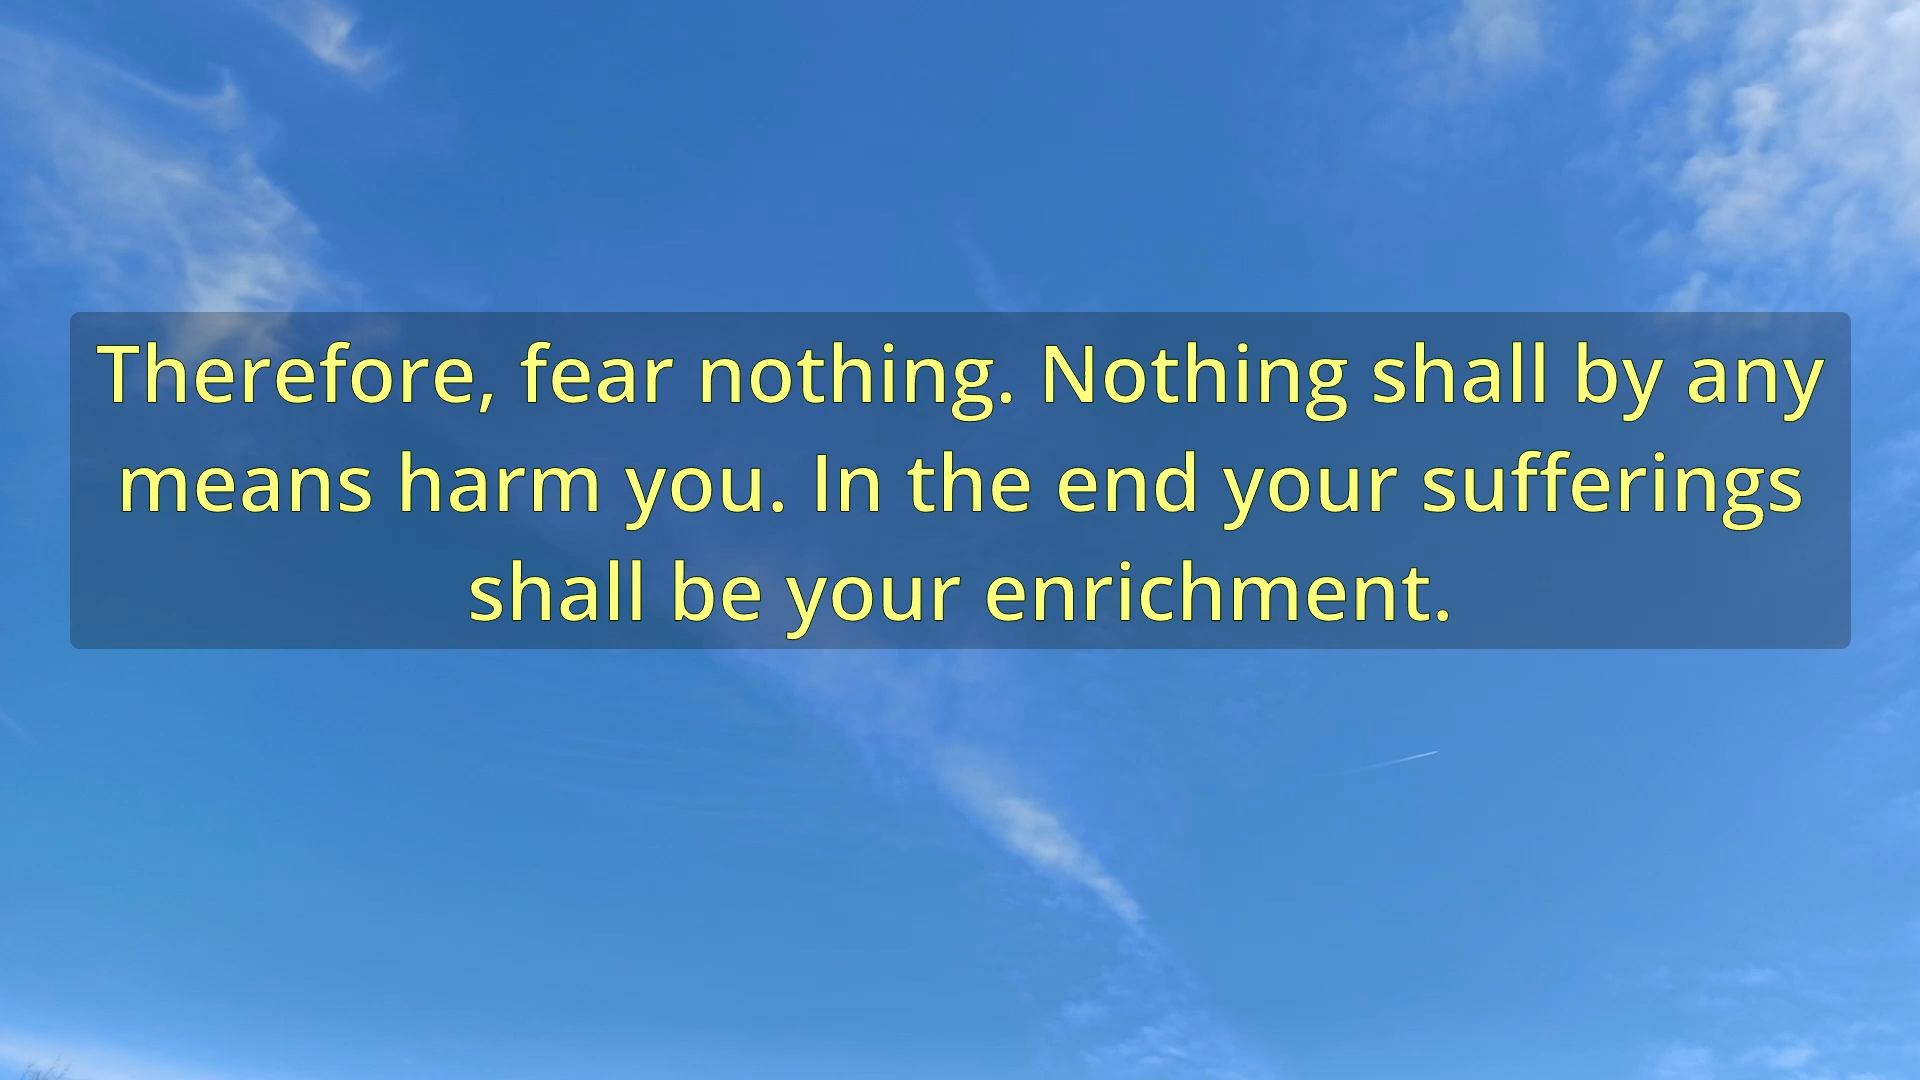 Therefore, fear nothing. Nothing shall by any
means harm you. In the end your sufferings
shall be your enrichment.